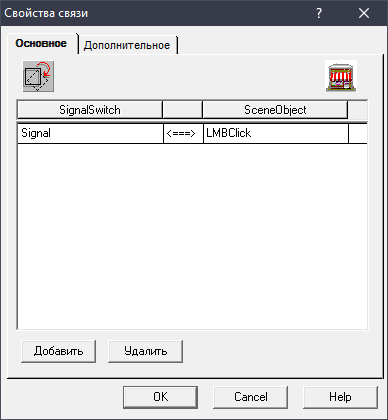 Свойства связи
Основное
Дополнительное
SignalSwitch SceneObject
Signal <===> LMBClick
Добавить Удалить
OK Cancel Help